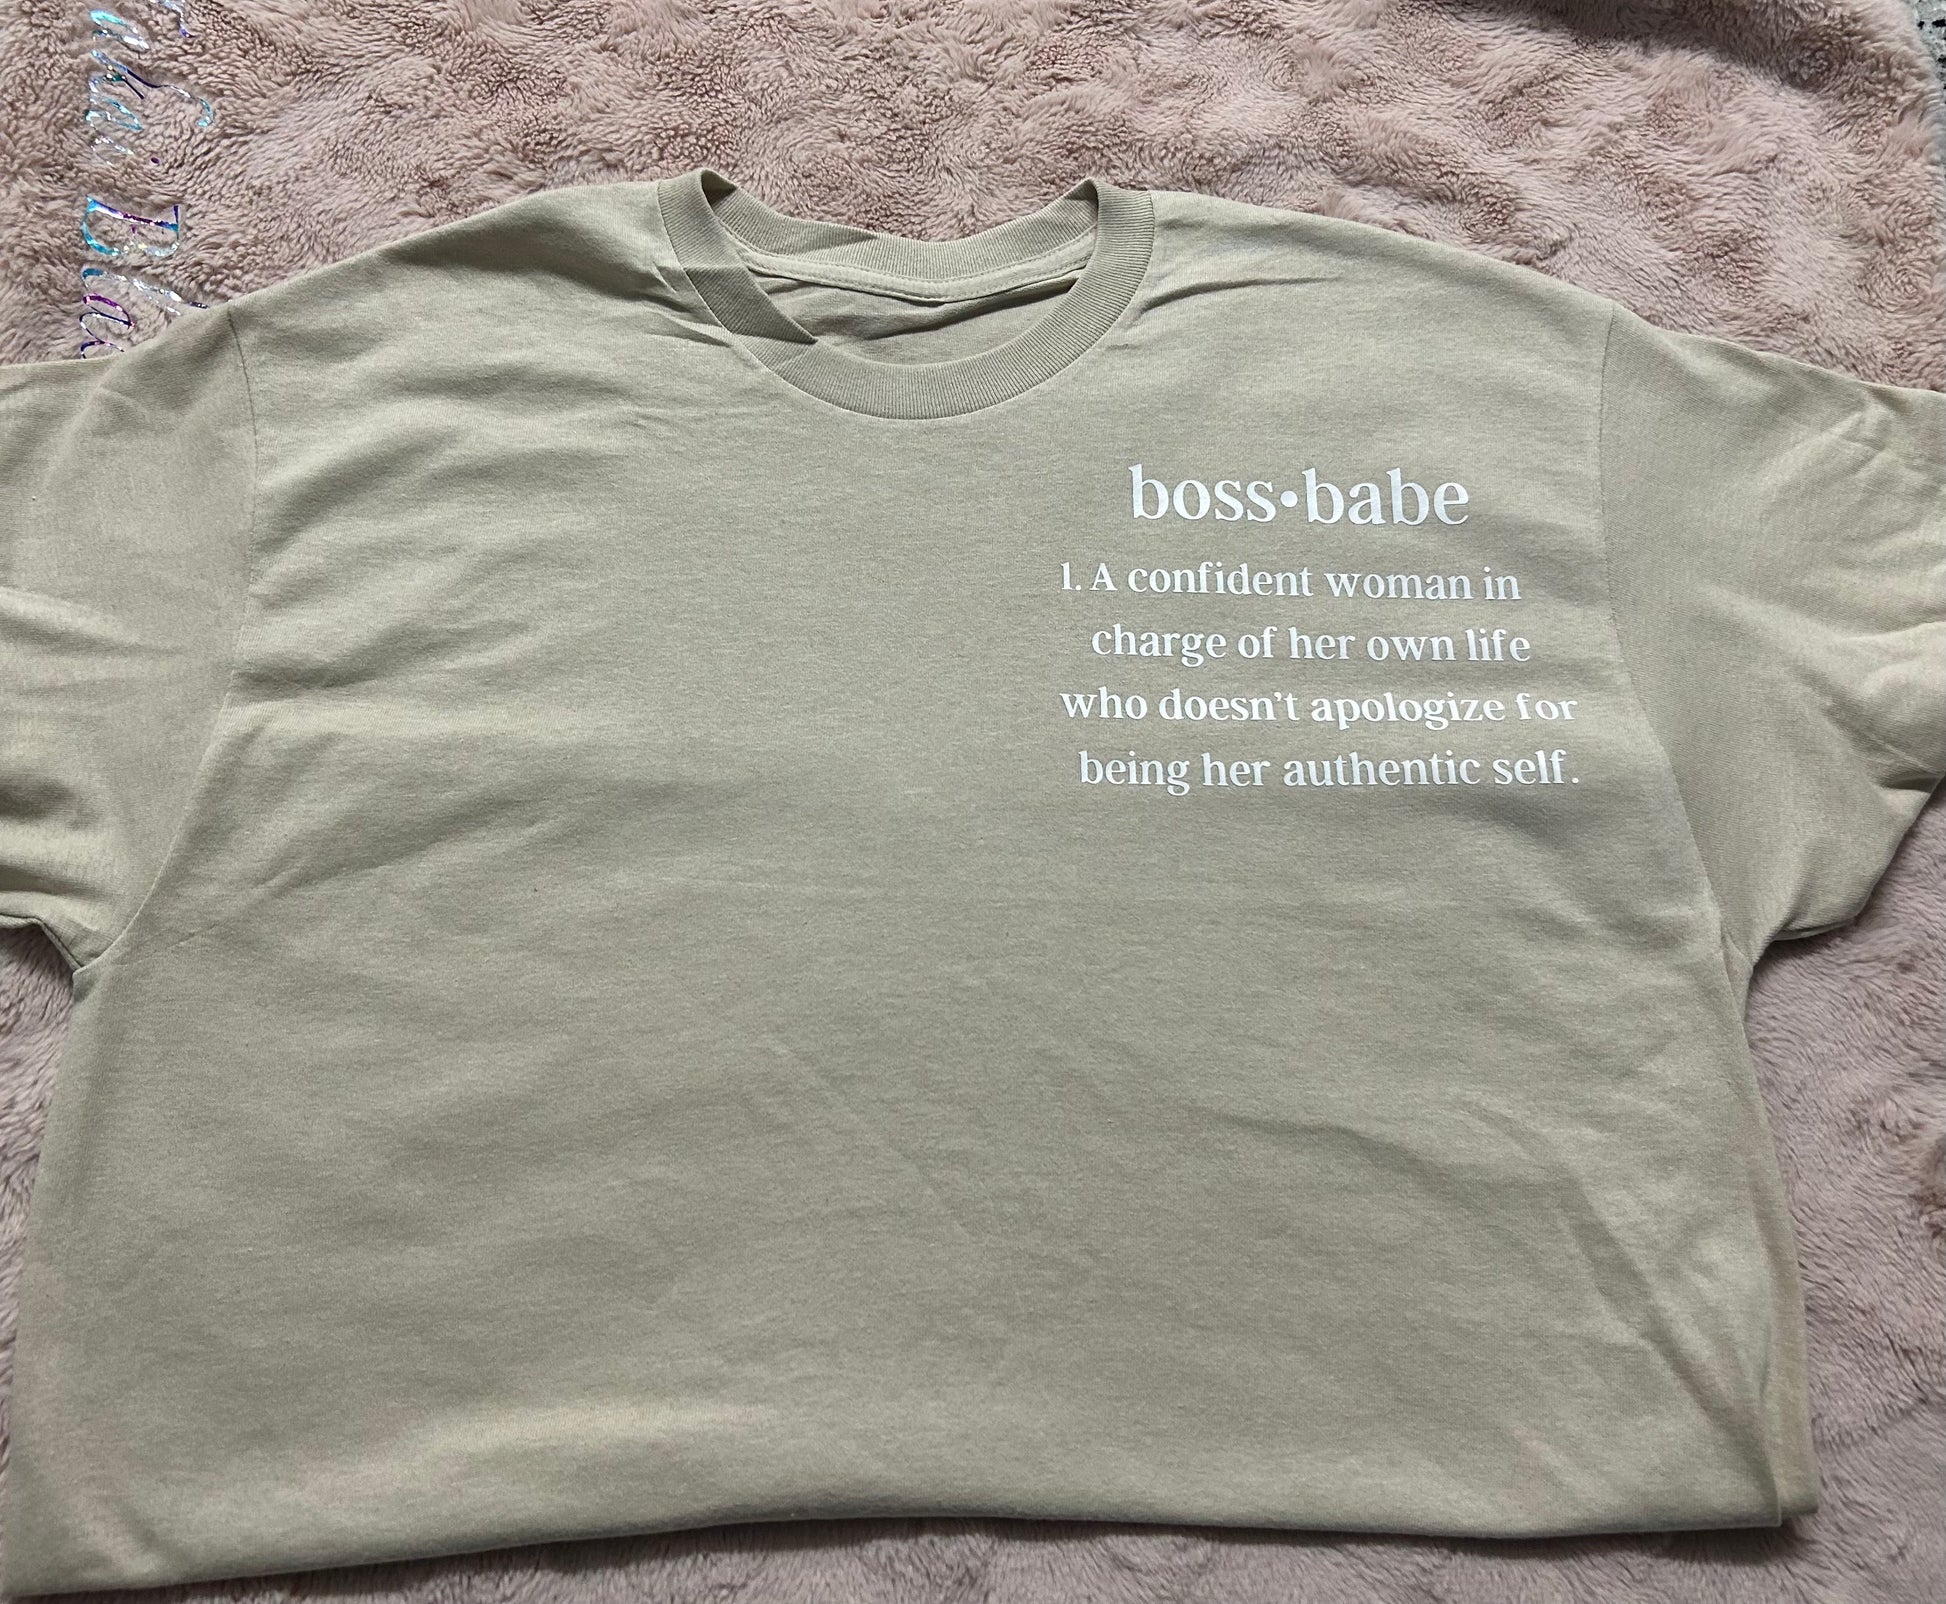 boss•babe
1. A confident woman in
charge of her own life
who doesn't apologize for
being her authentic self.